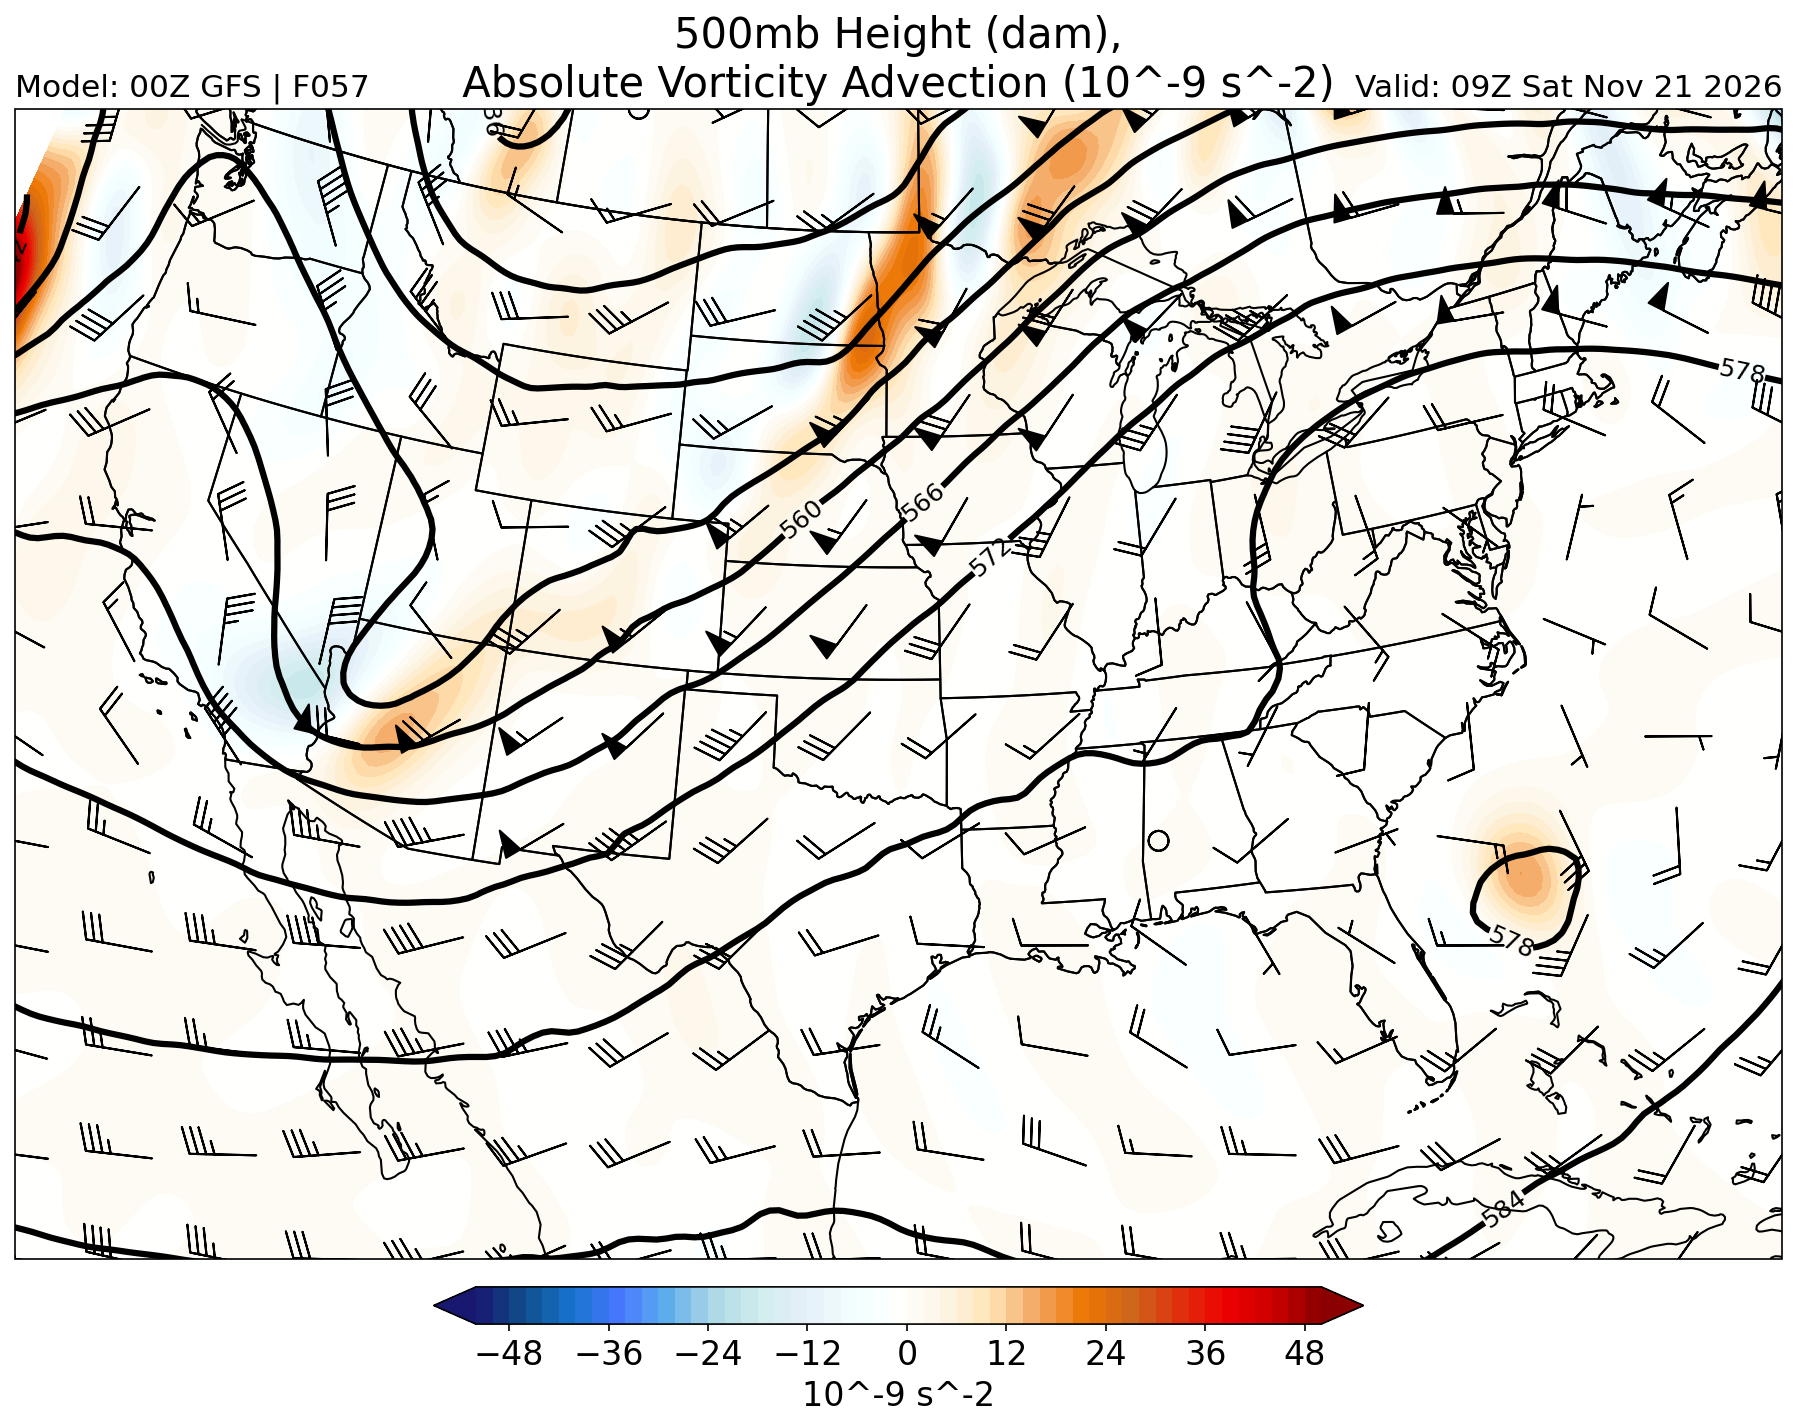 500mb Height (dam),
Model: 00Z GFS | F057
Absolute Vorticity Advection (10^-9 s^-2)
Valid: 09Z Sat Nov 21 2026
578
560
566
572
578
584
−48 −36 −24 −12 0 12 24 36 48
10^-9 s^-2